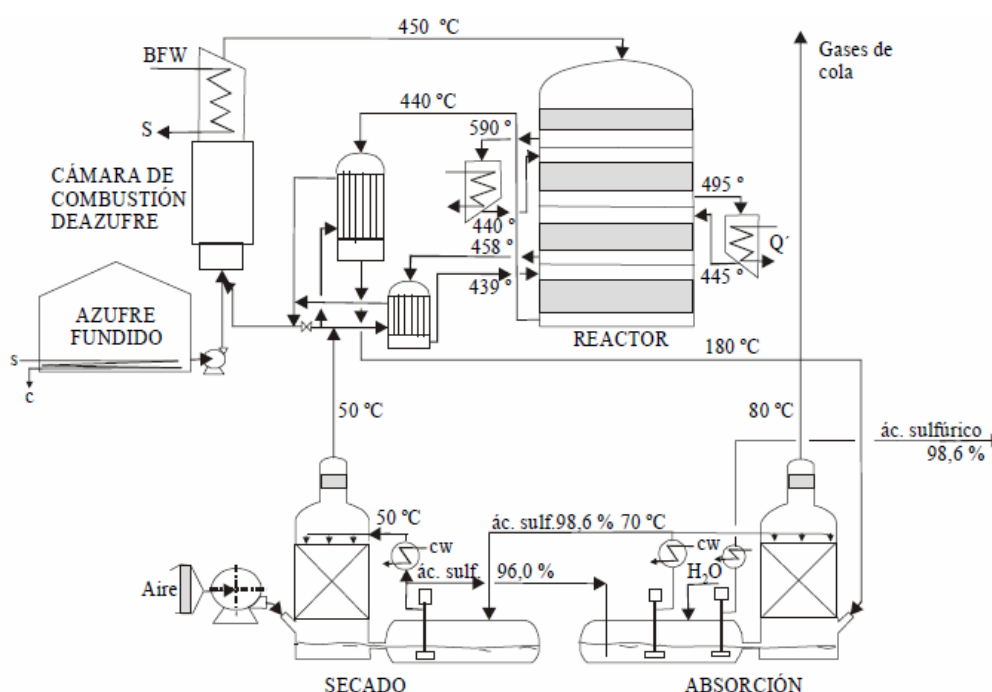 450 ºC
BFW
S
CÁMARA DE
COMBUSTIÓN
DEAZUFRE
440 ºC
590 º
440 º
458 º
439 º
495 º
Q´
445 º
Gases de
cola
AZUFRE
FUNDIDO
s
c
REACTOR
180 ºC
50 ºC
80 ºC
ác. sulfúrico
98,6 %
50 ºC
cw
ác. sulf.98,6 % 70 ºC
cw
ác. sulf. 96,0 %
H2O
Aire
SECADO
ABSORCIÓN